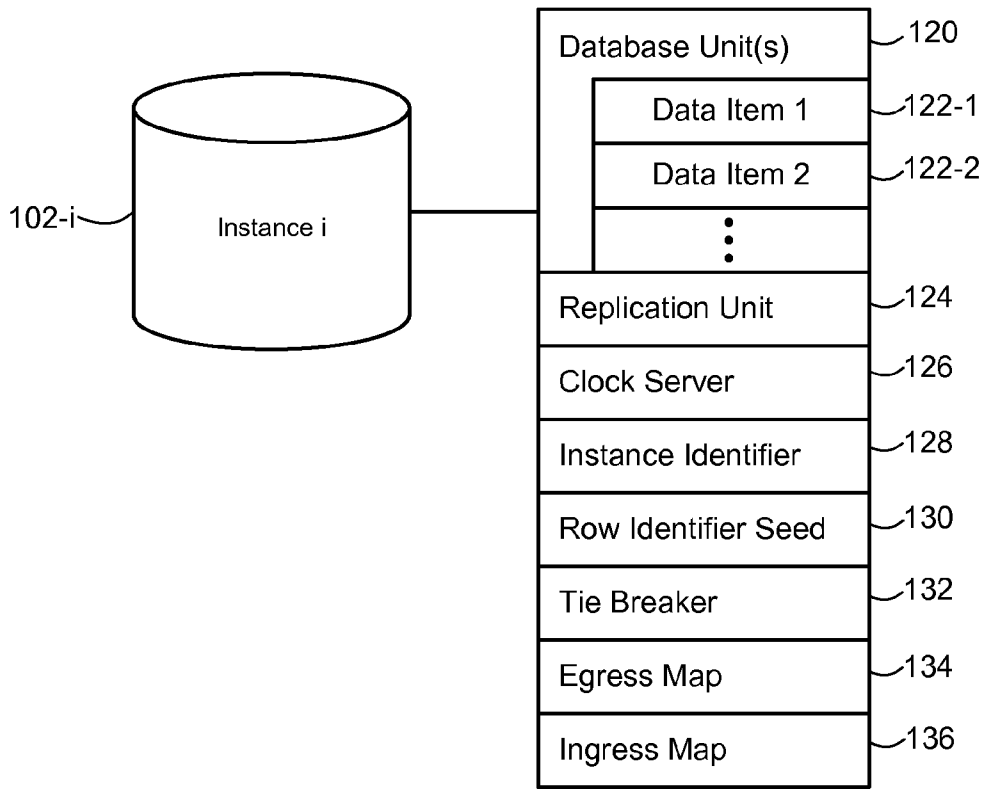 Database Unit(s) 120
Data Item 1 122-1
Data Item 2 122-2
102-i Instance i
Replication Unit 124
Clock Server 126
Instance Identifier 128
Row Identifier Seed 130
Tie Breaker 132
Egress Map 134
Ingress Map 136